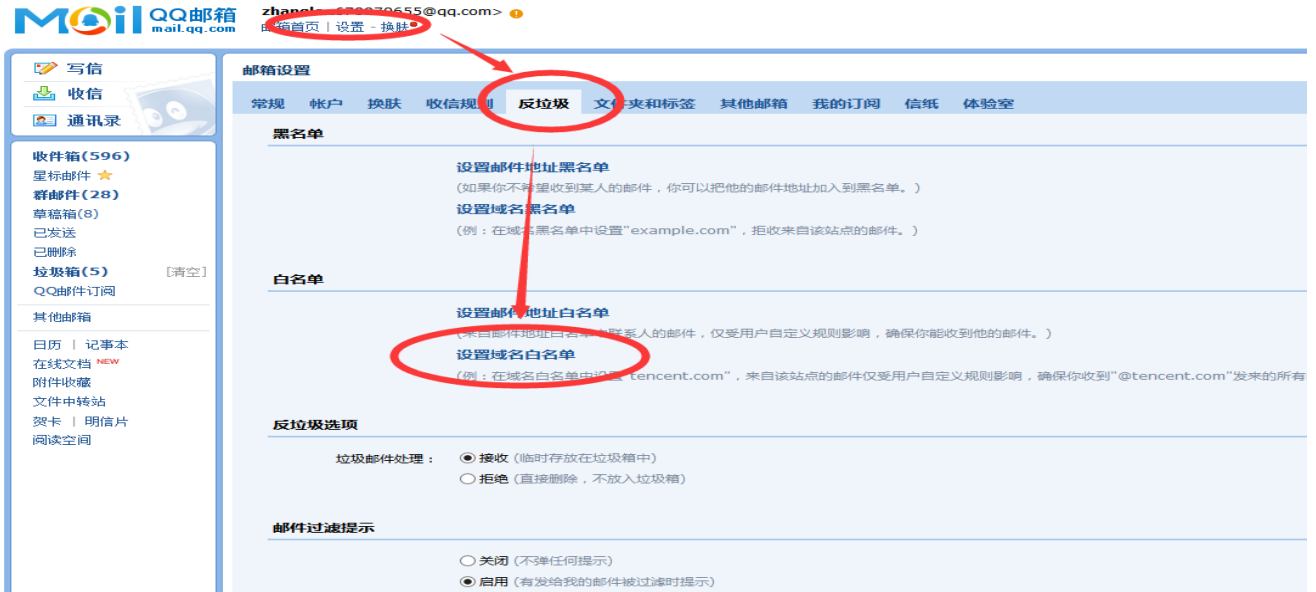 Mail QQ邮箱
mail.qq.com
@qq.com>
邮箱首页 | 设置 - 换肤
写信
收信
通讯录
收件箱(596)
星标邮件
群邮件(28)
草稿箱(8)
已发送
已删除
垃圾箱(5) [清空]
QQ邮件订阅
其他邮箱
日历 | 记事本
在线文档 NEW
附件收藏
文件中转站
贺卡 | 明信片
阅读空间
邮箱设置
常规 帐户 换肤 收信规则 反垃圾 文件夹和标签 其他邮箱 我的订阅 信纸 体验室
黑名单
设置邮件地址黑名单
(如果你不希望收到某人的邮件，你可以把他的邮件地址加入到黑名单。)
设置域名黑名单
(例：在域名黑名单中设置"example.com"，拒收来自该站点的邮件。)
白名单
设置邮件地址白名单
(来自邮件地址白名单中联系人的邮件，仅受用户自定义规则影响，确保你能收到他的邮件。)
设置域名白名单
(例：在域名白名单中设置"tencent.com"，来自该站点的邮件仅受用户自定义规则影响，确保你收到"@tencent.com"发来的所有
反垃圾选项
垃圾邮件处理： 接收 (临时存放在垃圾箱中)
拒绝 (直接删除，不放入垃圾箱)
邮件过滤提示
关闭 (不弹任何提示)
启用 (有发给我的邮件被过滤时提示)